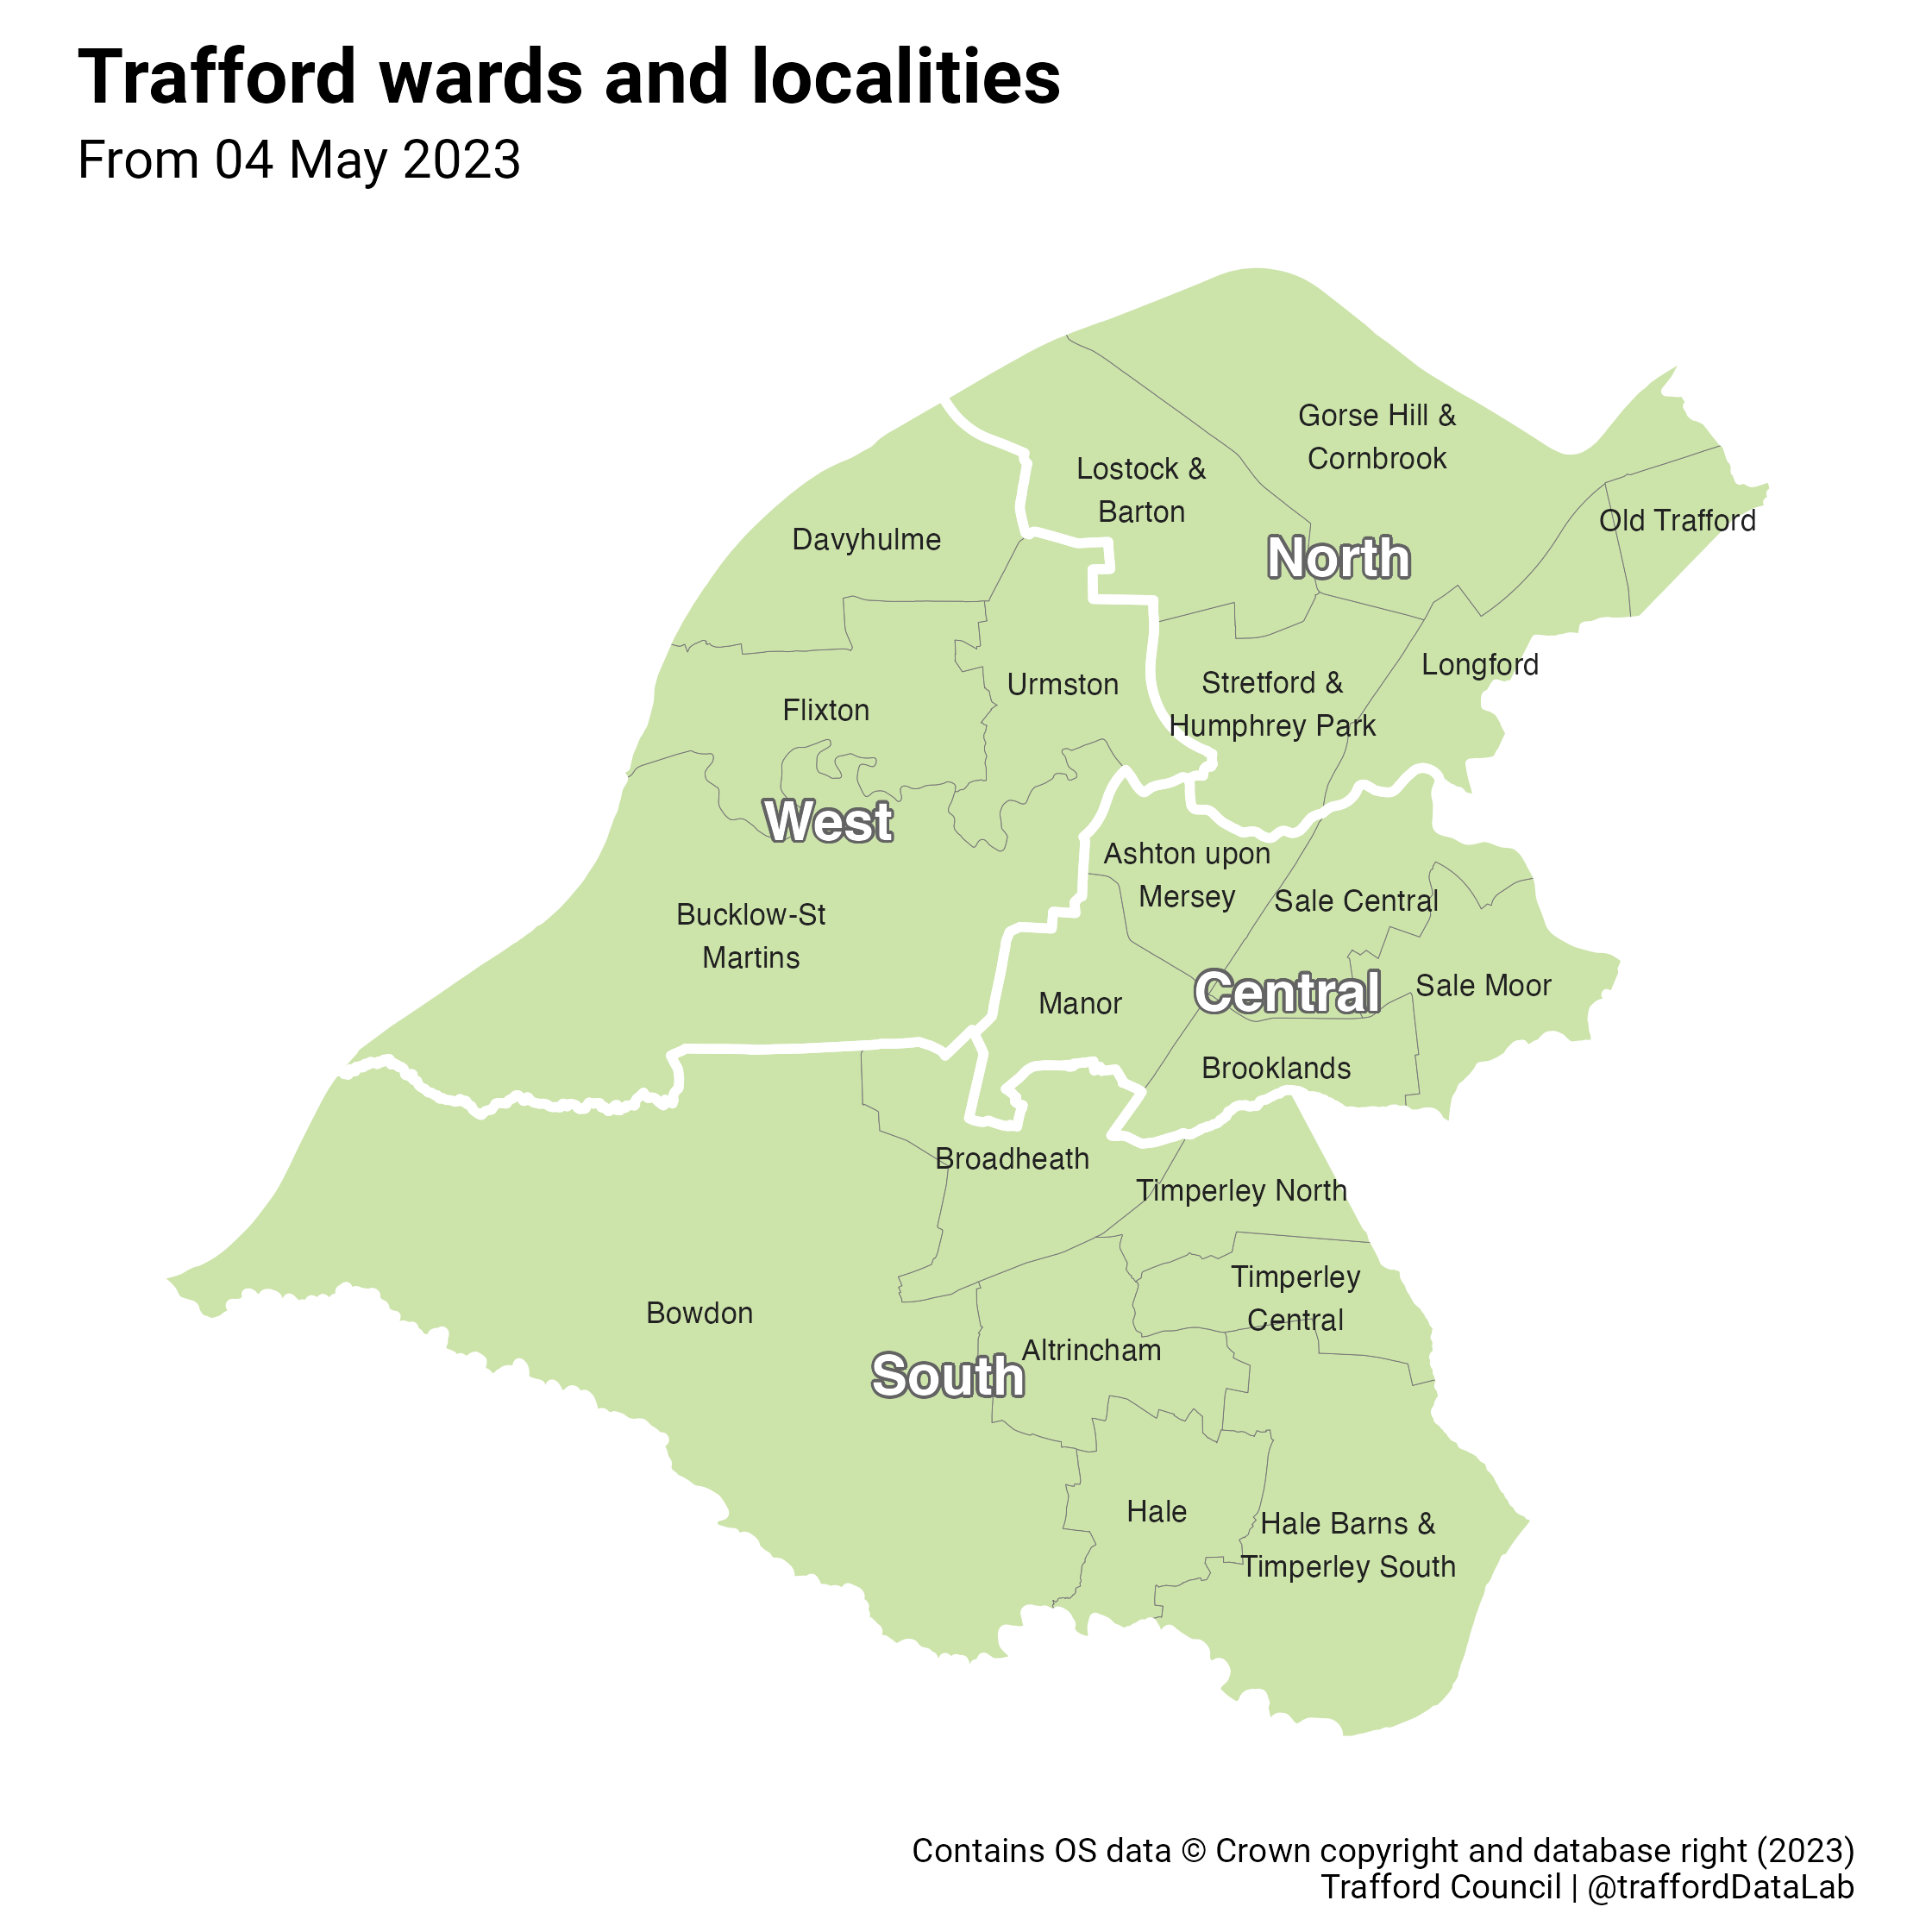 Trafford wards and localities
From 04 May 2023
Gorse Hill &
Cornbrook
Lostock &
Barton
Old Trafford
Davyhulme
North
Longford
Stretford &
Humphrey Park
Urmston
Flixton
West
Ashton upon
Mersey
Sale Central
Bucklow-St
Martins
Sale Moor
Central
Manor
Brooklands
Broadheath
Timperley North
Timperley
Central
Bowdon
Altrincham
South
Hale
Hale Barns &
Timperley South
Contains OS data © Crown copyright and database right (2023)
Trafford Council | @traffordDataLab